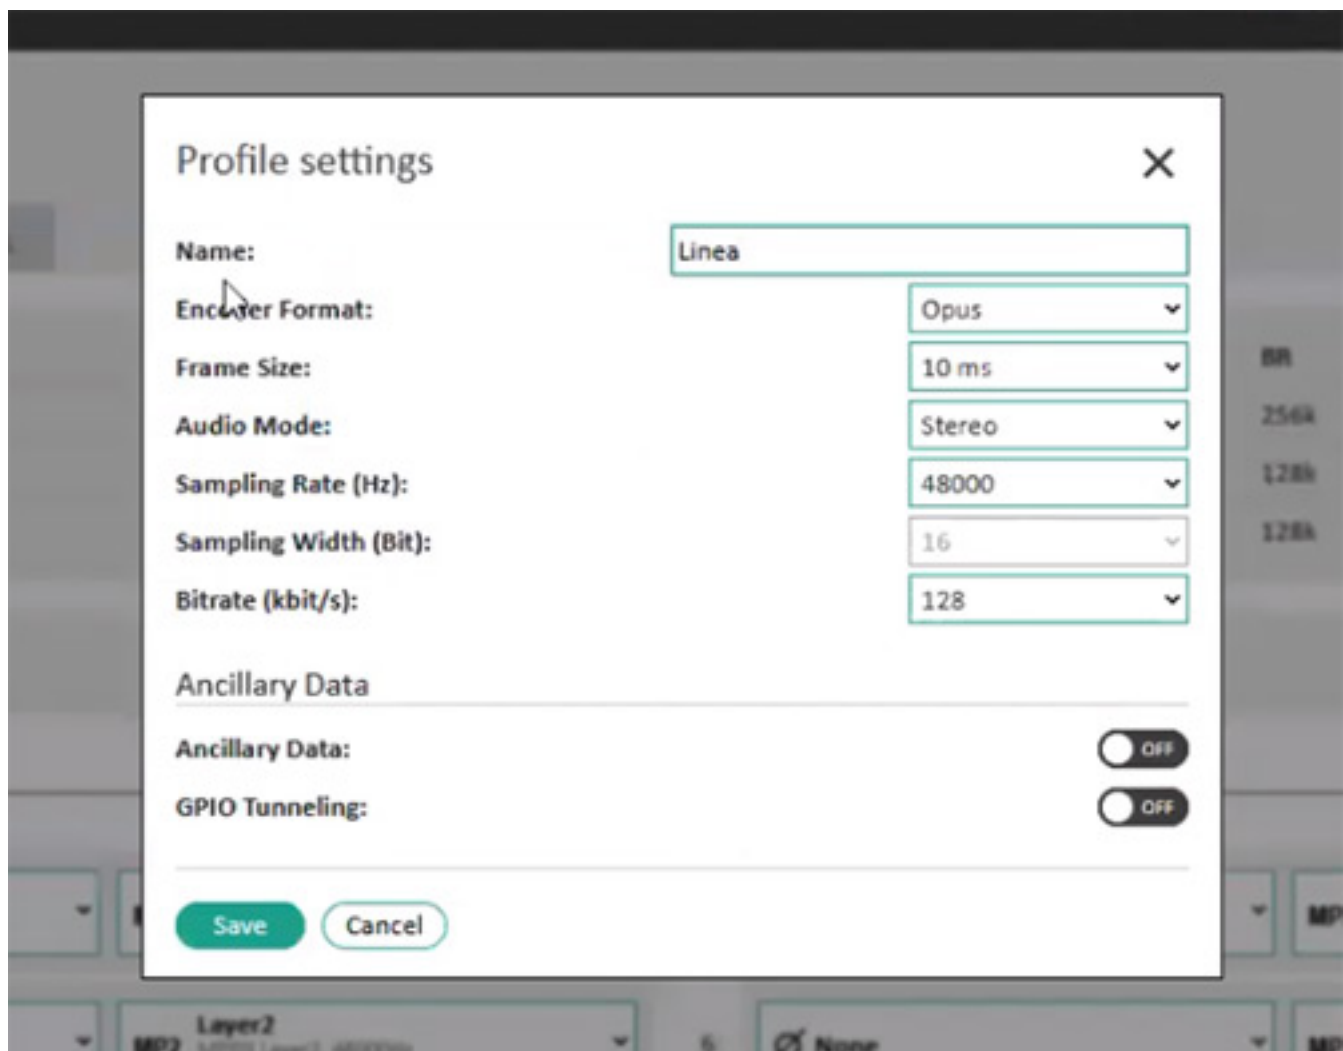 Profile settings
Name: Linea
Encoder Format: Opus
Frame Size: 10 ms
Audio Mode: Stereo
Sampling Rate (Hz): 48000
Sampling Width (Bit): 16
Bitrate (kbit/s): 128
Ancillary Data
Ancillary Data: OFF
GPIO Tunneling: OFF
Save Cancel
BR
256k
128k
128k
Layer2
MP2
6:
None